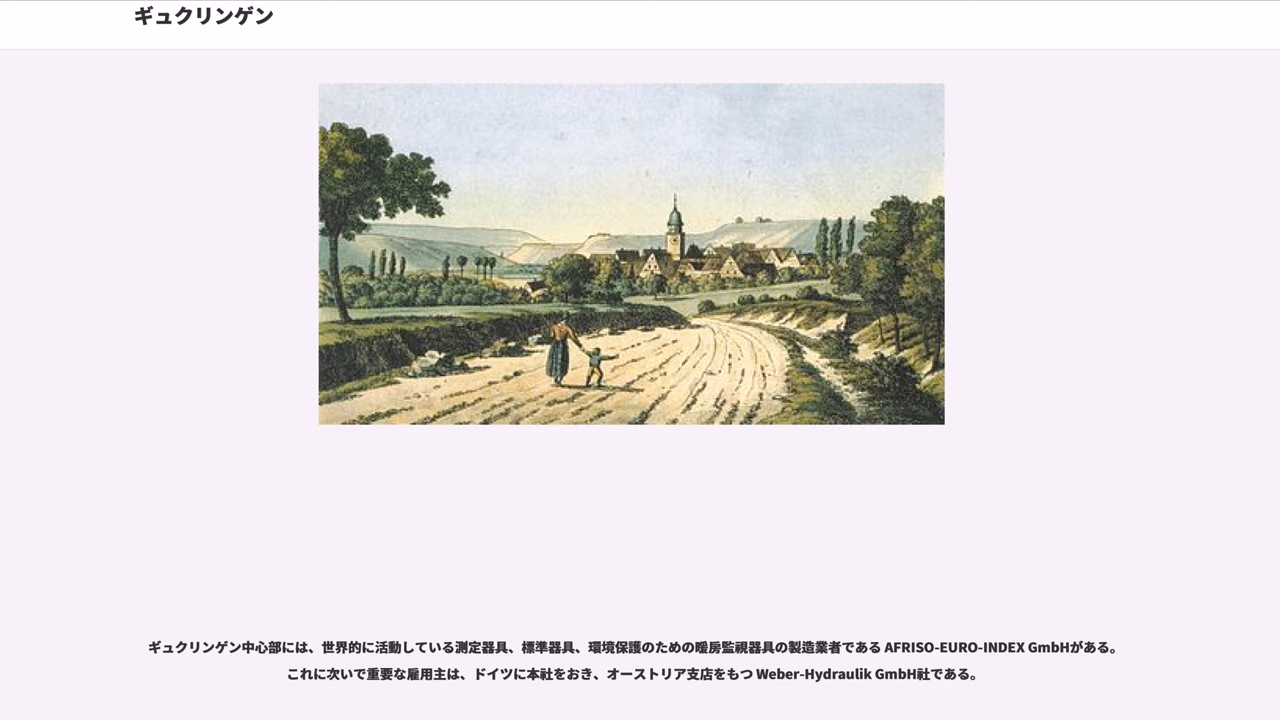 ギュクリンゲン
ギュクリンゲン中心部には、世界的に活動している測定器具、標準器具、環境保護のための暖房監視器具の製造業者である AFRISO-EURO-INDEX GmbHがある。
これに次いで重要な雇用主は、ドイツに本社をおき、オーストリア支店をもつ Weber-Hydraulik GmbH社である。